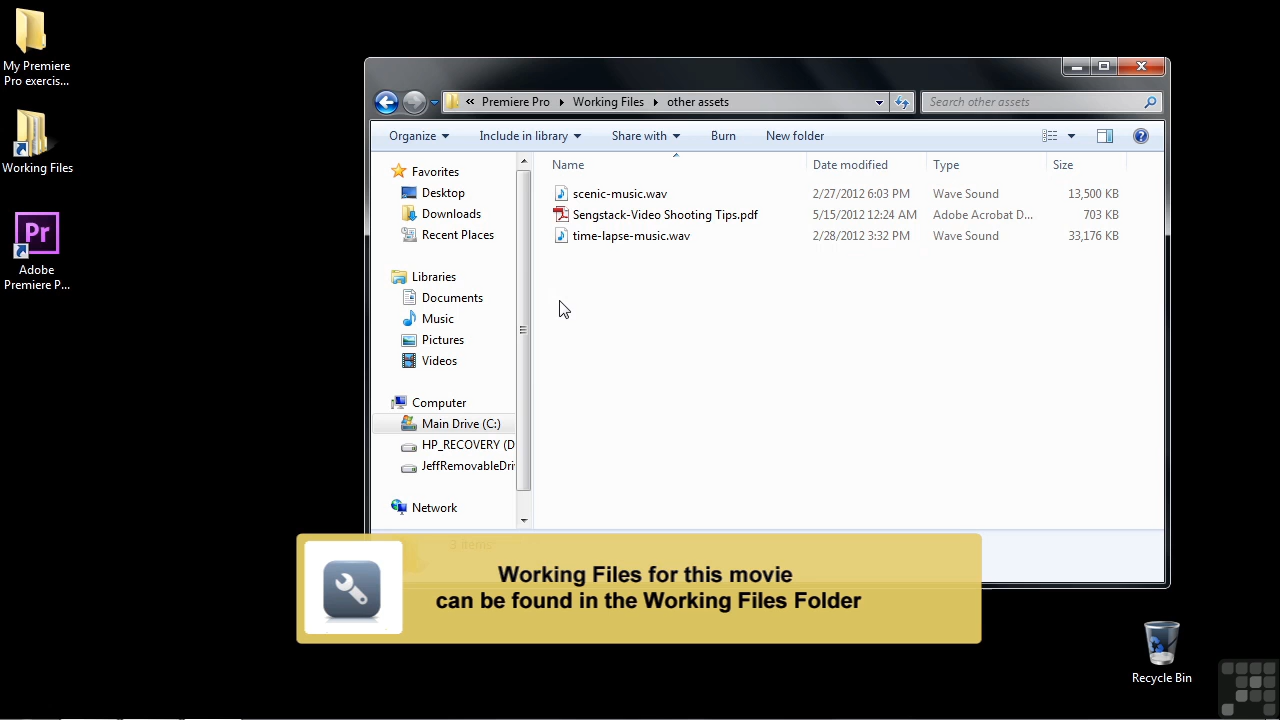 My Premiere
Pro exercis...
Working Files
Pr
Adobe
Premiere P...
« Premiere Pro Working Files other assets
Search other assets
Organize Include in library Share with Burn New folder
Name Date modified Type Size
Favorites
Desktop
Downloads
Recent Places
Libraries
Documents
Music
Pictures
Videos
Computer
Main Drive (C:)
HP_RECOVERY (D
JeffRemovableDri
Network
scenic-music.wav 2/27/2012 6:03 PM Wave Sound 13,500 KB
Sengstack-Video Shooting Tips.pdf 5/15/2012 12:24 AM Adobe Acrobat D... 703 KB
time-lapse-music.wav 2/28/2012 3:32 PM Wave Sound 33,176 KB
3 items
Working Files for this movie
can be found in the Working Files Folder
Recycle Bin